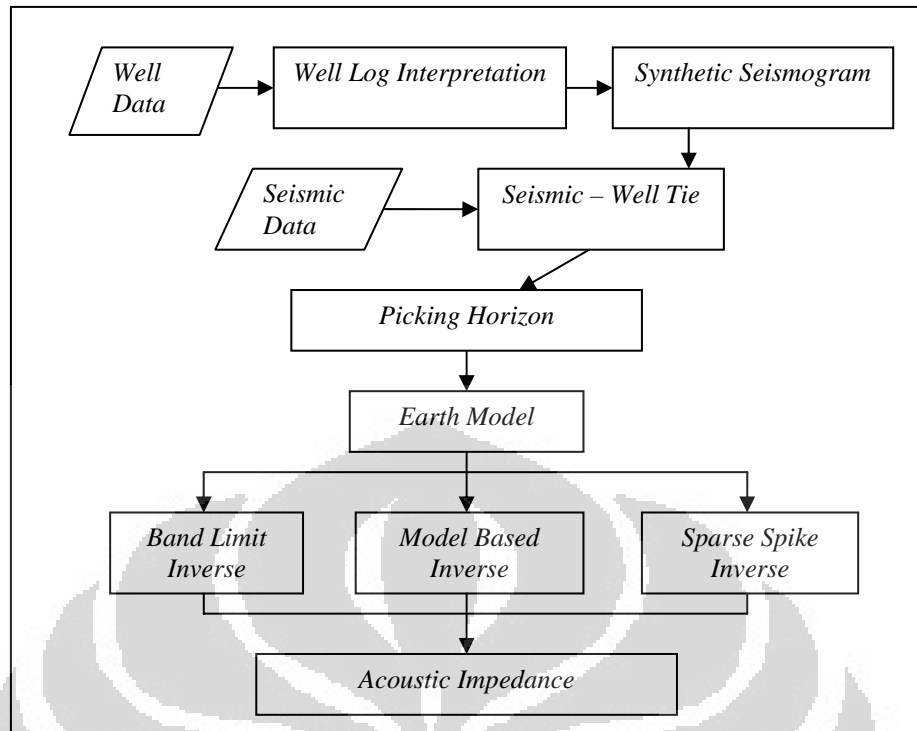 Well
Data
Well Log Interpretation
Synthetic Seismogram
Seismic
Data
Seismic – Well Tie
Picking Horizon
Earth Model
Band Limit
Inverse
Model Based
Inverse
Sparse Spike
Inverse
Acoustic Impedance